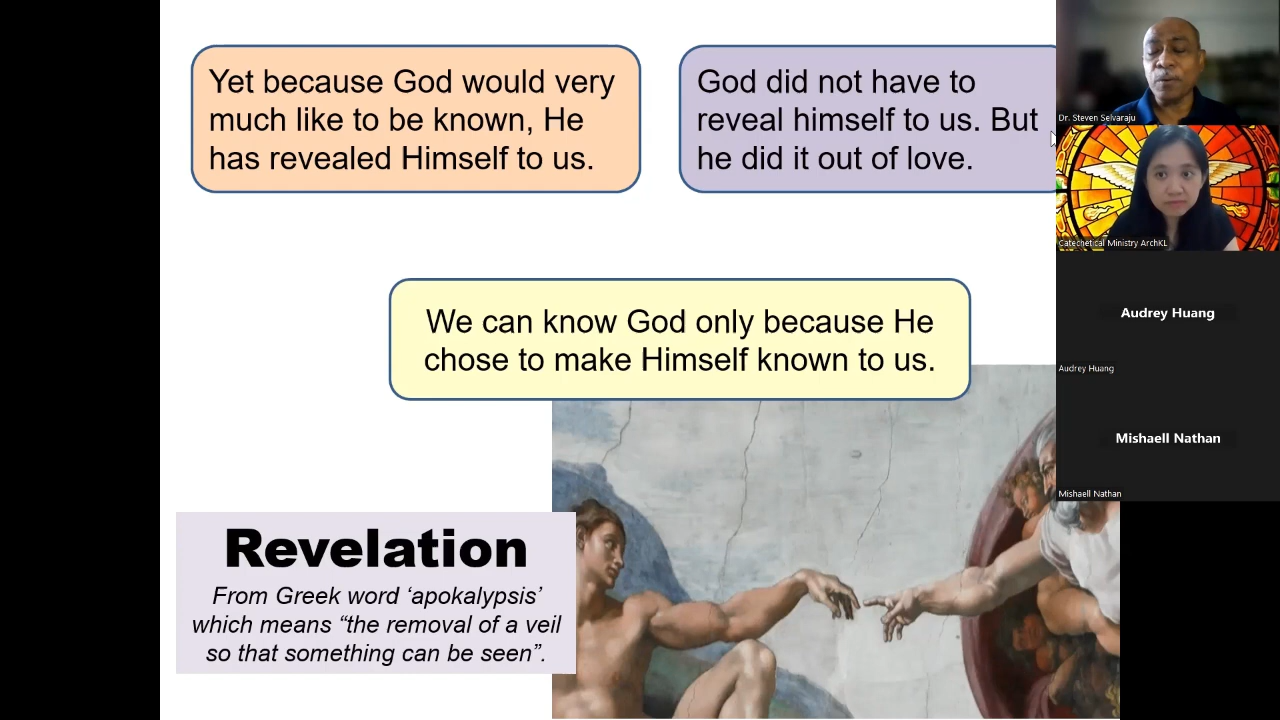 Yet because God would very
much like to be known, He
has revealed Himself to us.
God did not have to
reveal himself to us. But
he did it out of love.
We can know God only because He
chose to make Himself known to us.
Revelation
From Greek word ‘apokalypsis’
which means “the removal of a veil
so that something can be seen”.
Dr. Steven Selvaraju
Catechetical Ministry ArchKL
Audrey Huang
Audrey Huang
Mishaell Nathan
Mishaell Nathan